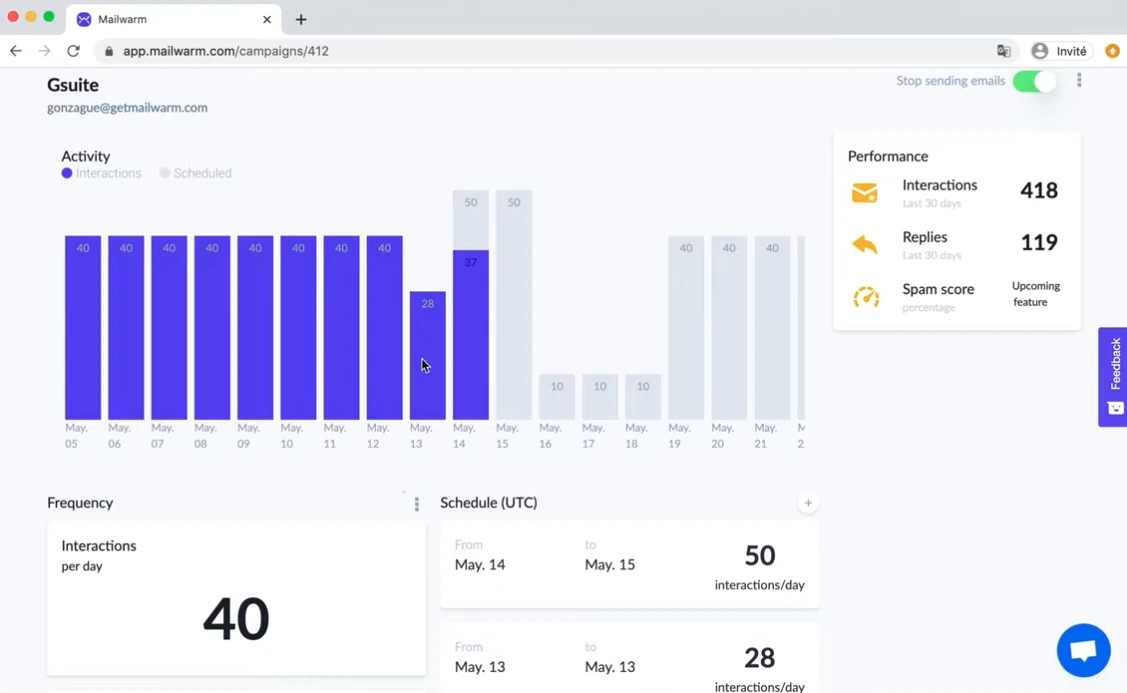 Mailwarm
app.mailwarm.com/campaigns/412
Invité
Gsuite
gonzague@getmailwarm.com
Stop sending emails
Activity
Interactions Scheduled
40 40 40 40 40 40 40 40 28 50 37 50 10 10 10 40 40 40
May. May. May. May. May. May. May. May. May. May. May. May. May. May. May. May. May. M
05 06 07 08 09 10 11 12 13 14 15 16 17 18 19 20 21 2
Performance
Interactions 418
Last 30 days
Replies 119
Last 30 days
Spam score Upcoming
percentage feature
Feedback
Frequency
Interactions
per day
40
Schedule (UTC)
From to 50
May. 14 May. 15 interactions/day
From to 28
May. 13 May. 13 interactions/day